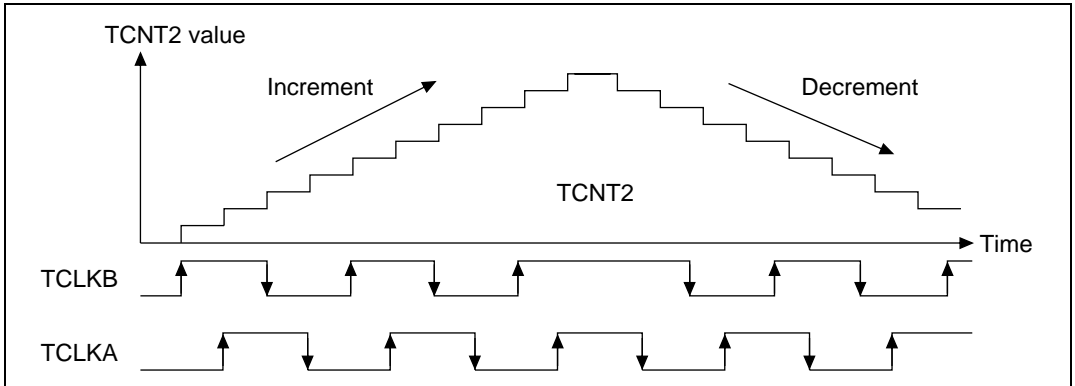 TCNT2 value
Increment
Decrement
TCNT2
Time
TCLKB
TCLKA